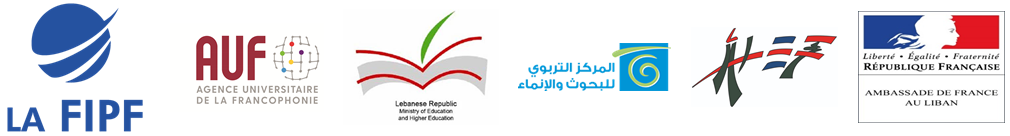 LA FIPF
AUF
AGENCE UNIVERSITAIRE
DE LA FRANCOPHONIE
Lebanese Republic
Ministry of Education
and Higher Education
المركز التربوي
للبحوث والإنماء
Liberté • Égalité • Fraternité
RÉPUBLIQUE FRANÇAISE
AMBASSADE DE FRANCE
AU LIBAN